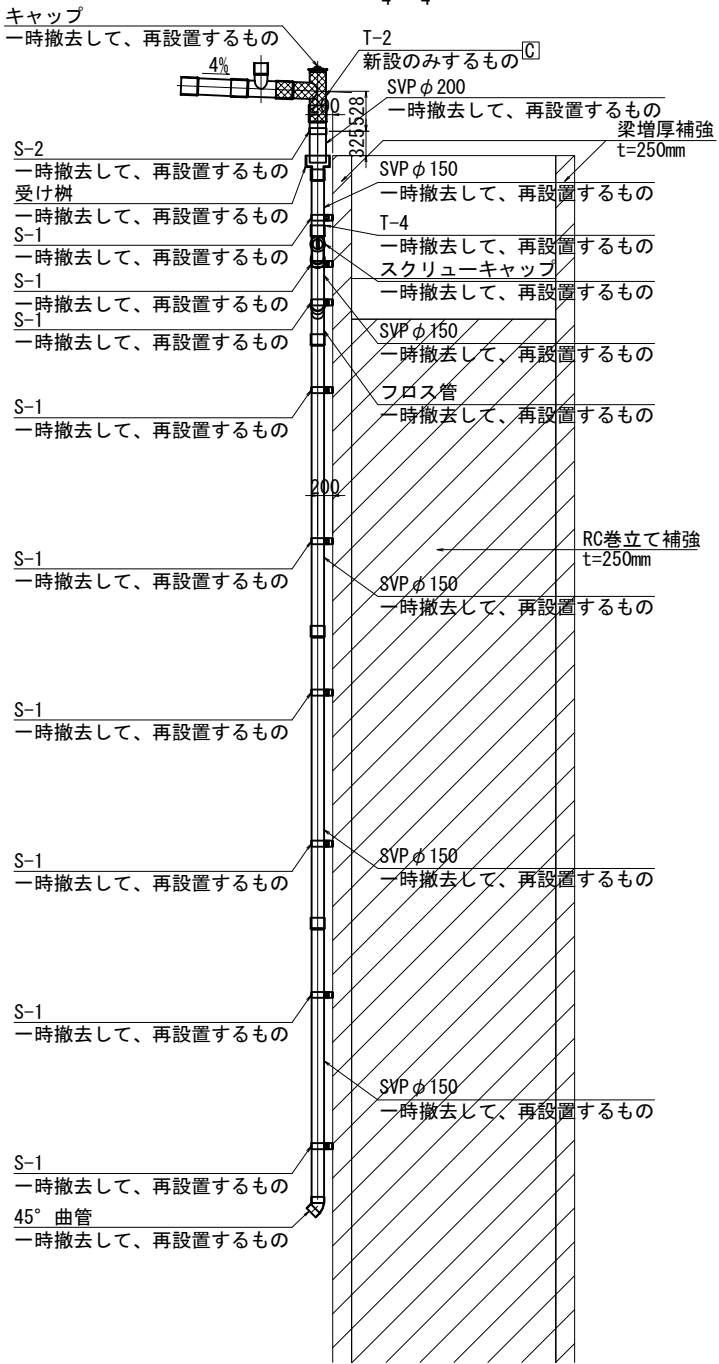 4 4
キャップ
一時撤去して、再設置するもの
T-2
新設のみするもの C
4%
SVPφ200
一時撤去して、再設置するもの
200
528
325
梁増厚補強
t=250mm
S-2
一時撤去して、再設置するもの
SVPφ150
一時撤去して、再設置するもの
受け桝
一時撤去して、再設置するもの
T-4
一時撤去して、再設置するもの
S-1
一時撤去して、再設置するもの
スクリューキャップ
一時撤去して、再設置するもの
S-1
一時撤去して、再設置するもの
S-1
一時撤去して、再設置するもの
SVPφ150
一時撤去して、再設置するもの
フロス管
一時撤去して、再設置するもの
S-1
一時撤去して、再設置するもの
200
RC巻立て補強
t=250mm
S-1
一時撤去して、再設置するもの
SVPφ150
一時撤去して、再設置するもの
S-1
一時撤去して、再設置するもの
S-1
一時撤去して、再設置するもの
SVPφ150
一時撤去して、再設置するもの
S-1
一時撤去して、再設置するもの
SVPφ150
一時撤去して、再設置するもの
S-1
一時撤去して、再設置するもの
45° 曲管
一時撤去して、再設置するもの